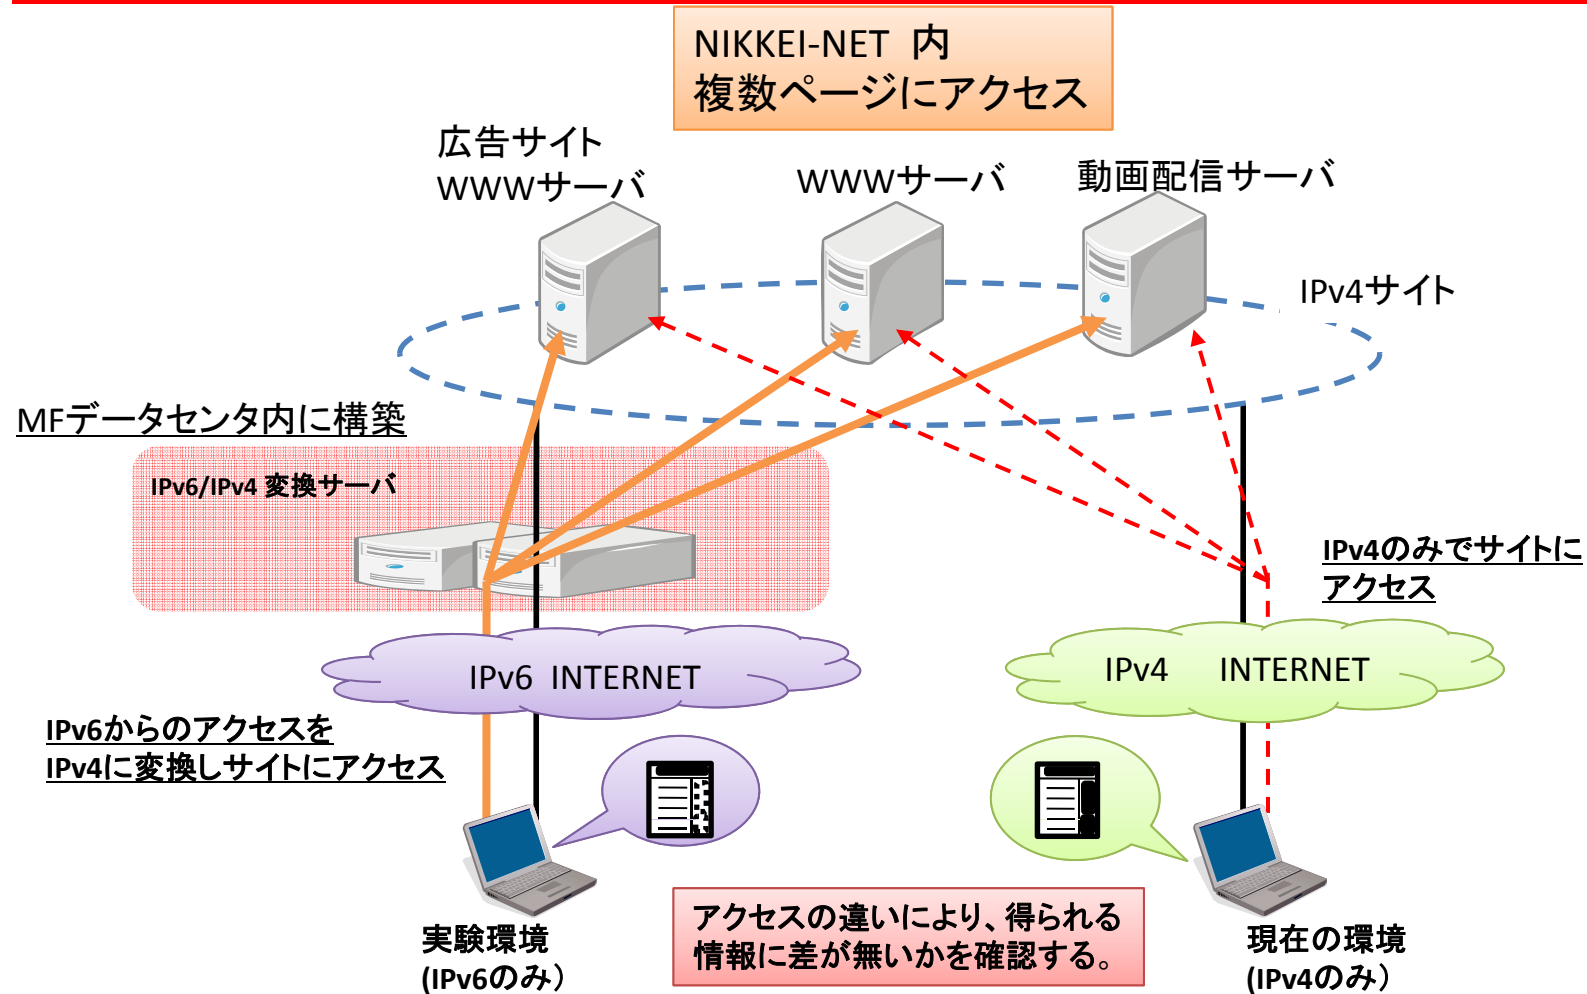 NIKKEI-NET 内
複数ページにアクセス
広告サイト
WWWサーバ
WWWサーバ
動画配信サーバ
IPv4サイト
MFデータセンタ内に構築
IPv6/IPv4 変換サーバ
IPv4のみでサイトに
アクセス
IPv6 INTERNET
IPv4 INTERNET
IPv6からのアクセスを
IPv4に変換しサイトにアクセス
アクセスの違いにより、得られる
情報に差が無いかを確認する。
実験環境
(IPv6のみ)
現在の環境
(IPv4のみ)